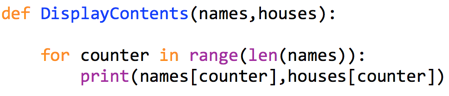 def DisplayContents(names,houses):
    for counter in range(len(names)):
        print(names[counter],houses[counter])